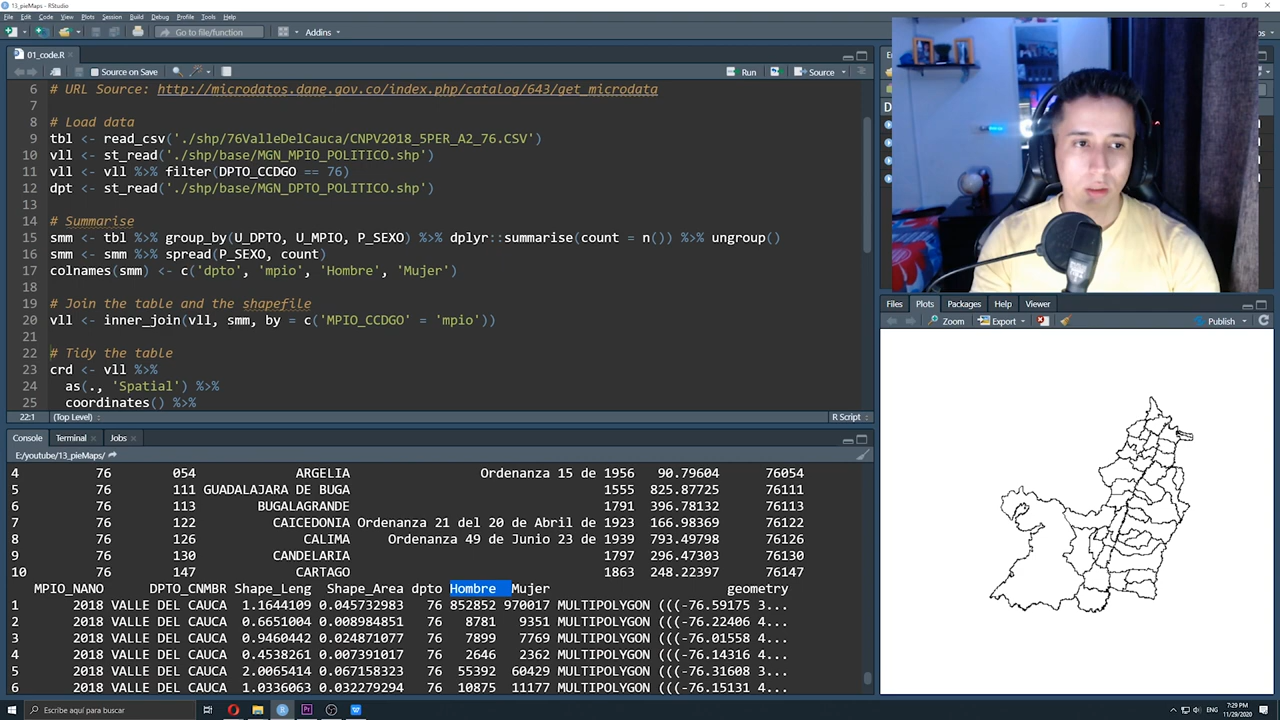 13_pieMaps - RStudio
File Edit Code View Plots Session Build Debug Profile Tools Help
Go to file/function Addins
01_code.R
Source on Save Run Source
6 # URL Source: http://microdatos.dane.gov.co/index.php/catalog/643/get_microdata
7
8 # Load data
9 tbl <- read_csv('./shp/76ValleDelCauca/CNPV2018_5PER_A2_76.CSV')
10 vll <- st_read('./shp/base/MGN_MPIO_POLITICO.shp')
11 vll <- vll %>% filter(DPTO_CCDGO == 76)
12 dpt <- st_read('./shp/base/MGN_DPTO_POLITICO.shp')
13
14 # Summarise
15 smm <- tbl %>% group_by(U_DPTO, U_MPIO, P_SEXO) %>% dplyr::summarise(count = n()) %>% ungroup()
16 smm <- smm %>% spread(P_SEXO, count)
17 colnames(smm) <- c('dpto', 'mpio', 'Hombre', 'Mujer')
18
19 # Join the table and the shapefile
20 vll <- inner_join(vll, smm, by = c('MPIO_CCDGO' = 'mpio'))
21
22 # Tidy the table
23 crd <- vll %>%
24 as(., 'Spatial') %>%
25 coordinates() %>%
22:1 (Top Level) R Script
Console Terminal Jobs
E:/youtube/13_pieMaps/
4 76 054 ARGELIA Ordenanza 15 de 1956 90.79604 76054
5 76 111 GUADALAJARA DE BUGA 1555 825.87725 76111
6 76 113 BUGALAGRANDE 1791 396.78132 76113
7 76 122 CAICEDONIA Ordenanza 21 del 20 de Abril de 1923 166.98369 76122
8 76 126 CALIMA Ordenanza 49 de Junio 23 de 1939 793.49798 76126
9 76 130 CANDELARIA 1797 296.47303 76130
10 76 147 CARTAGO 1863 248.22397 76147
MPIO_NANO DPTO_CNMBR Shape_Leng Shape_Area dpto Hombre Mujer geometry
1 2018 VALLE DEL CAUCA 1.1644109 0.045732983 76 852852 970017 MULTIPOLYGON (((-76.59175 3...
2 2018 VALLE DEL CAUCA 0.6651004 0.008984851 76 8781 9351 MULTIPOLYGON (((-76.22406 4...
3 2018 VALLE DEL CAUCA 0.9460442 0.024871077 76 7899 7769 MULTIPOLYGON (((-76.01558 4...
4 2018 VALLE DEL CAUCA 0.4538261 0.007391017 76 2646 2362 MULTIPOLYGON (((-76.14316 4...
5 2018 VALLE DEL CAUCA 2.0065414 0.067158323 76 55392 60429 MULTIPOLYGON (((-76.31608 3...
6 2018 VALLE DEL CAUCA 1.0336063 0.032279294 76 10875 11177 MULTIPOLYGON (((-76.15131 4...
Files Plots Packages Help Viewer
Zoom Export Publish
Escribe aquí para buscar
ENG
7:29 PM
11/29/2020